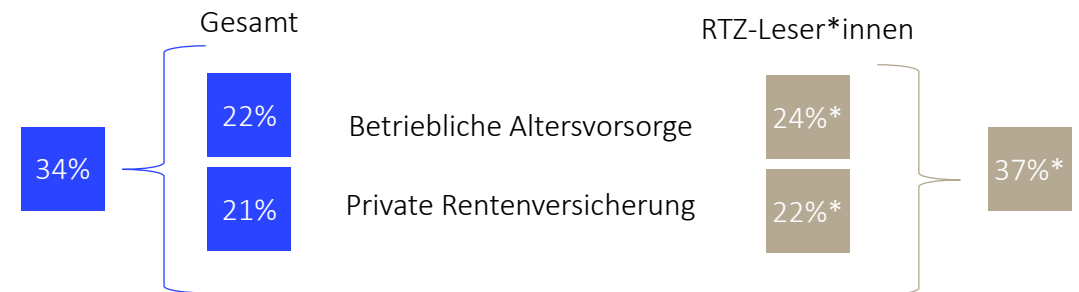 Gesamt
RTZ-Leser*innen
22%
Betriebliche Altersvorsorge
24%*
34%
37%*
21%
Private Rentenversicherung
22%*